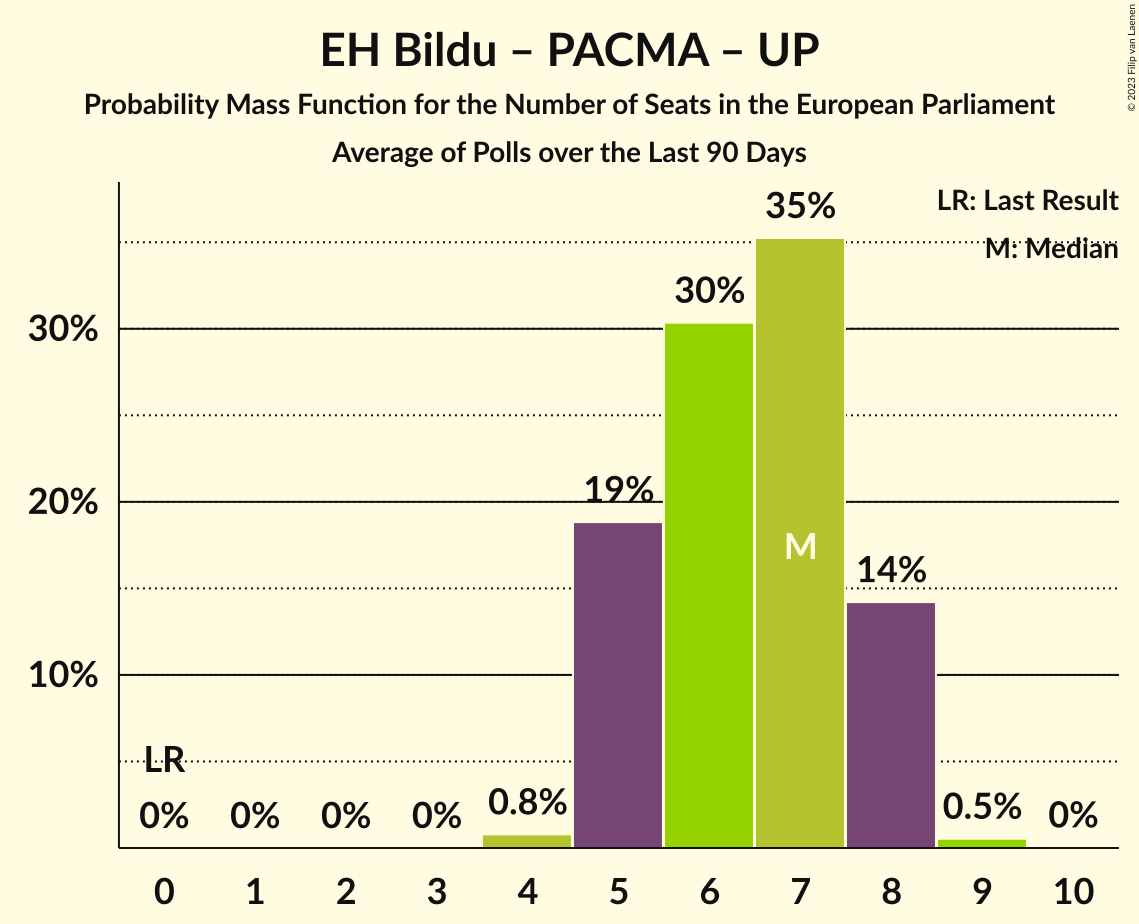 EH Bildu – PACMA – UP
Probability Mass Function for the Number of Seats in the European Parliament
Average of Polls over the Last 90 Days
© 2023 Filip van Laenen
LR: Last Result
M: Median
35%
30%
30%
20%
19%
M
14%
10%
LR
0%
0%
0%
0%
0.8%
0.5%
0%
0 1 2 3 4 5 6 7 8 9 10